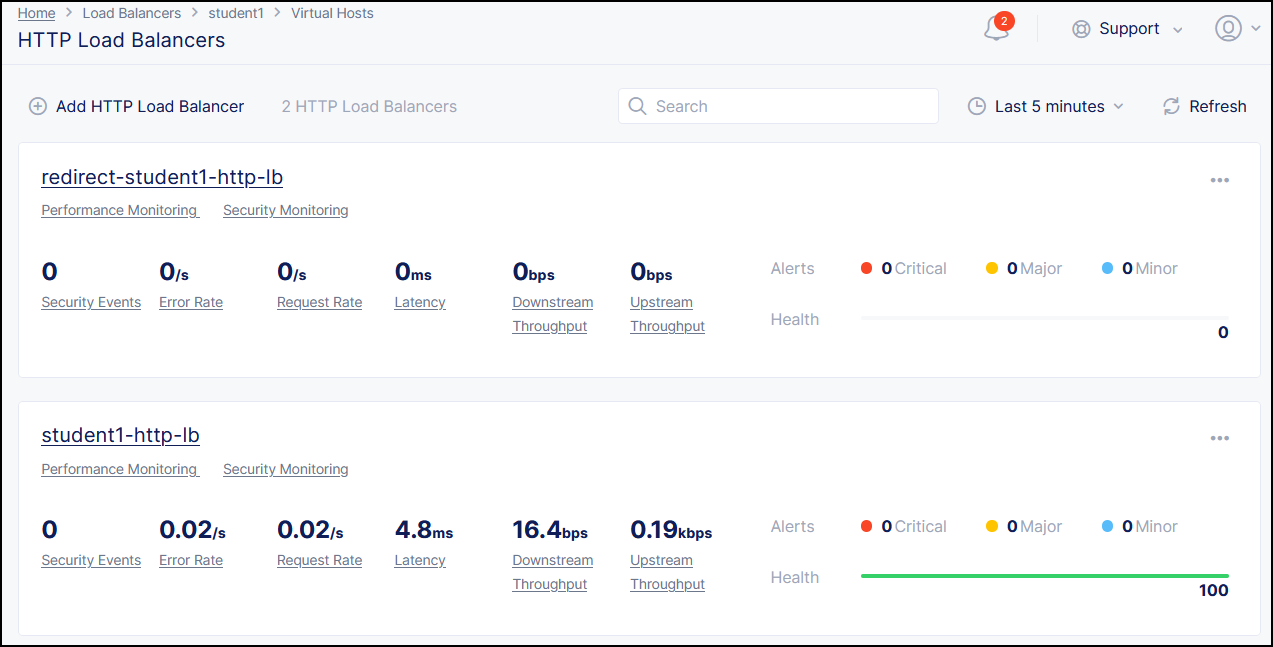 Home > Load Balancers > student1 > Virtual Hosts
HTTP Load Balancers
2
Support
Add HTTP Load Balancer
2 HTTP Load Balancers
Search
Last 5 minutes
Refresh
redirect-student1-http-lb
Performance Monitoring Security Monitoring
0 0/s 0/s 0ms 0bps 0bps
Security Events Error Rate Request Rate Latency Downstream Upstream
Throughput Throughput
Alerts 0 Critical 0 Major 0 Minor
Health
0
student1-http-lb
Performance Monitoring Security Monitoring
0 0.02/s 0.02/s 4.8ms 16.4bps 0.19kbps
Security Events Error Rate Request Rate Latency Downstream Upstream
Throughput Throughput
Alerts 0 Critical 0 Major 0 Minor
Health
100